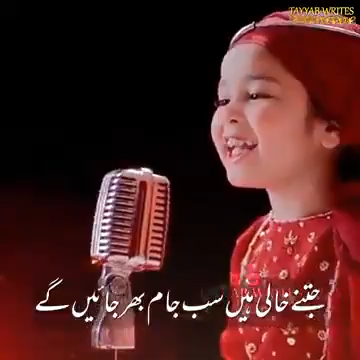 TAYYAB WRITES
جتنے خالی ہیں سب جام بھر جائیں گے